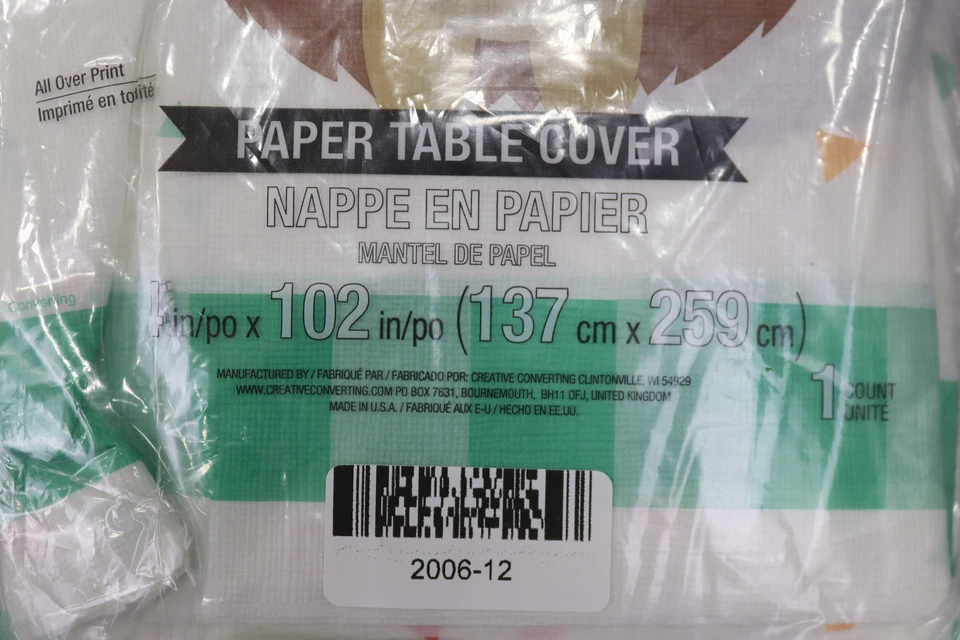 All Over Print
Imprimé en totalité
PAPER TABLE COVER
NAPPE EN PAPIER
MANTEL DE PAPEL
in/po x 102 in/po (137 cm x 259 cm)
Converting
MANUFACTURED BY / FABRIQUÉ PAR / FABRICADO POR: CREATIVE CONVERTING CLINTONVILLE, WI 54929
WWW.CREATIVECONVERTING.COM PO BOX 7631, BOURNEMOUTH, BH11 OFJ, UNITED KINGDOM
MADE IN U.S.A. / FABRIQUÉ AUX E-U / HECHO EN EE.UU.
1 COUNT
UNITÉ
2006-12